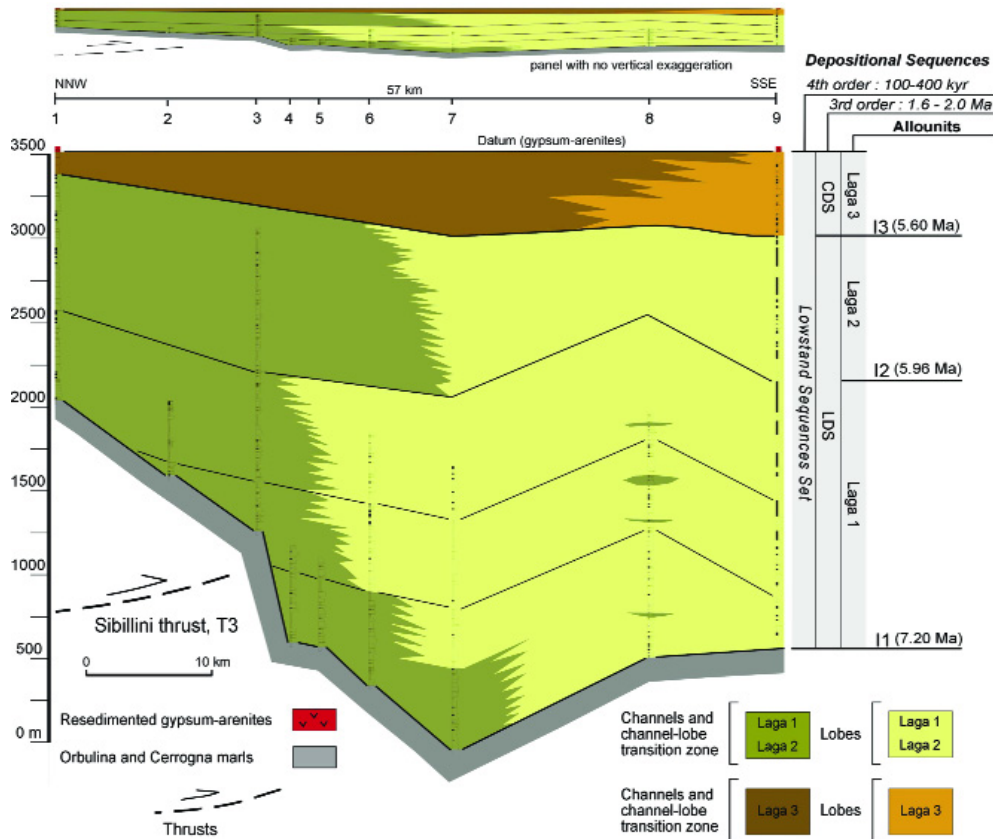 panel with no vertical exaggeration
Depositional Sequences
4th order : 100-400 kyr
3rd order : 1.6 - 2.0 Ma
Allounits
NNW
57 km
SSE
1 2 3 4 5 6 7 8 9
Datum (gypsum-arenites)
3500
3000
2500
2000
1500
1000
500
0 m
Lowstand Sequences Set
CDS
LDS
Laga 3
Laga 2
Laga 1
I3 (5.60 Ma)
I2 (5.96 Ma)
I1 (7.20 Ma)
Sibillini thrust, T3
0 10 km
Resedimented gypsum-arenites
Orbulina and Cerrogna marls
Thrusts
Channels and
channel-lobe
transition zone
Laga 1
Laga 2
Lobes
Laga 1
Laga 2
Channels and
channel-lobe
transition zone
Laga 3
Lobes
Laga 3